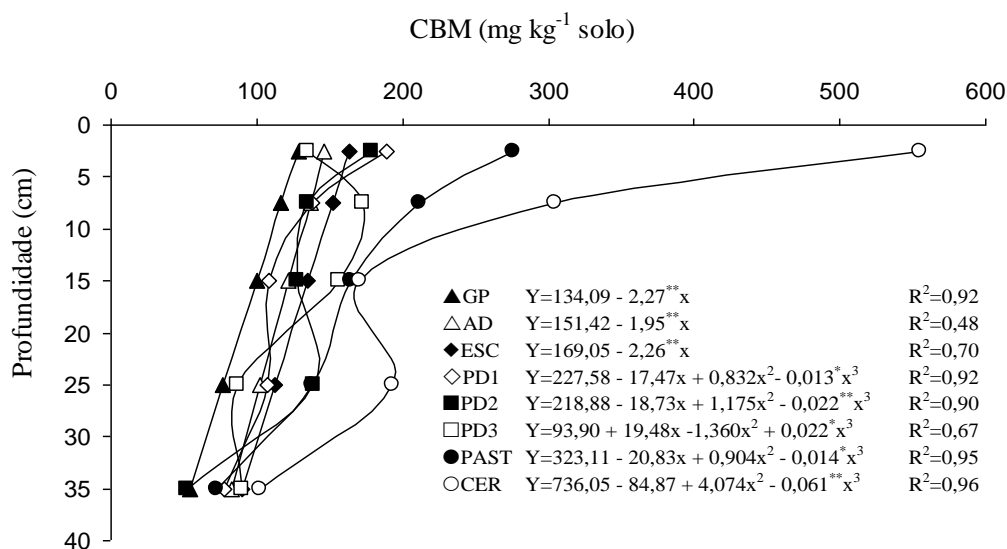 CBM (mg kg⁻¹ solo)
0 100 200 300 400 500 600
Profundidade (cm)
0
5
10
15
20
25
30
35
40
GP Y=134,09 - 2,27**x R²=0,92
AD Y=151,42 - 1,95**x R²=0,48
ESC Y=169,05 - 2,26**x R²=0,70
PD1 Y=227,58 - 17,47x + 0,832x²- 0,013*x³ R²=0,92
PD2 Y=218,88 - 18,73x + 1,175x² - 0,022**x³ R²=0,90
PD3 Y=93,90 + 19,48x -1,360x² + 0,022*x³ R²=0,67
PAST Y=323,11 - 20,83x + 0,904x² - 0,014*x³ R²=0,95
CER Y=736,05 - 84,87 + 4,074x² - 0,061**x³ R²=0,96